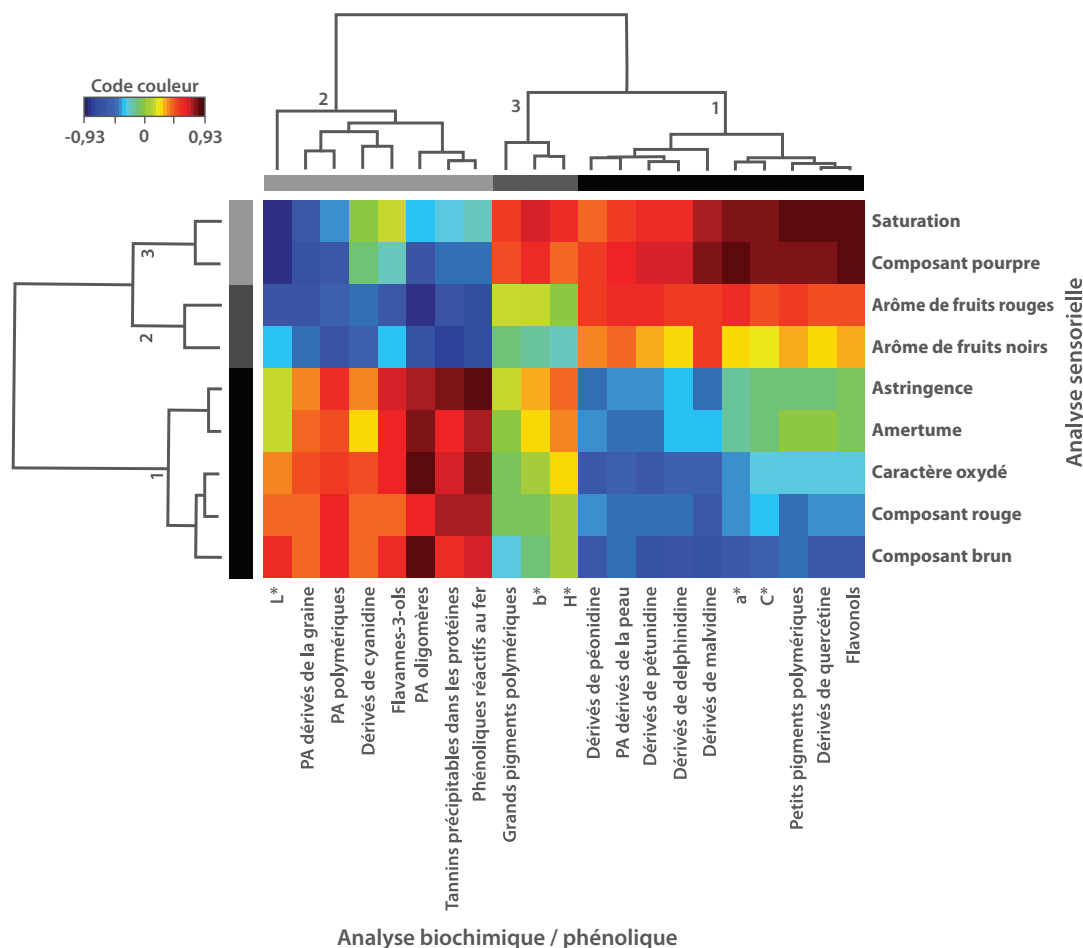 Code couleur
-0,93 0 0,93
2
3
1
3
2
1
Saturation
Composant pourpre
Arôme de fruits rouges
Arôme de fruits noirs
Astringence
Amertume
Caractère oxydé
Composant rouge
Composant brun
Analyse sensorielle
L*
PA dérivés de la graine
PA polymériques
Dérivés de cyanidine
Flavannes-3-ols
PA oligomères
Tannins précipitables dans les protéines
Phénoliques réactifs au fer
Grands pigments polymériques
b*
H*
Dérivés de péonidine
PA dérivés de la peau
Dérivés de pétunidine
Dérivés de delphinidine
Dérivés de malvidine
a*
C*
Petits pigments polymériques
Dérivés de quercétine
Flavonols
Analyse biochimique / phénolique